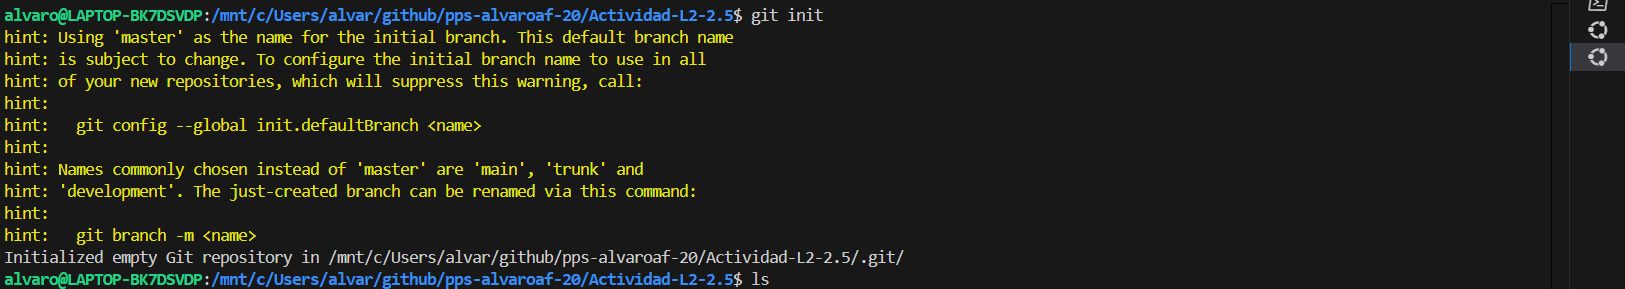 alvaro@LAPTOP-BK7DSVDP:/mnt/c/Users/alvar/github/pps-alvaroaf-20/Actividad-L2-2.5$ git init
hint: Using 'master' as the name for the initial branch. This default branch name
hint: is subject to change. To configure the initial branch name to use in all
hint: of your new repositories, which will suppress this warning, call:
hint:
hint:   git config --global init.defaultBranch <name>
hint:
hint: Names commonly chosen instead of 'master' are 'main', 'trunk' and
hint: 'development'. The just-created branch can be renamed via this command:
hint:
hint:   git branch -m <name>
Initialized empty Git repository in /mnt/c/Users/alvar/github/pps-alvaroaf-20/Actividad-L2-2.5/.git/
alvaro@LAPTOP-BK7DSVDP:/mnt/c/Users/alvar/github/pps-alvaroaf-20/Actividad-L2-2.5$ ls